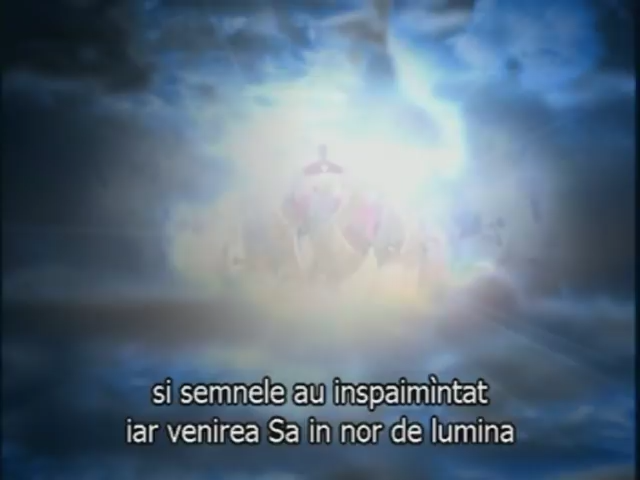 si semnele au inspaimìntat
iar venirea Sa in nor de lumina